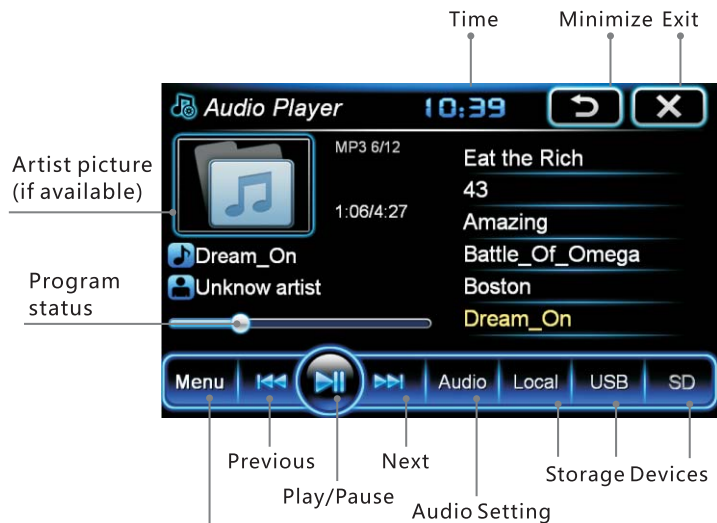 Time
Minimize Exit
Audio Player
10:39
MP3 6/12
1:06/4:27
Artist picture
(if available)
Dream_On
Unknow artist
Program
status
Eat the Rich
43
Amazing
Battle_Of_Omega
Boston
Dream_On
Menu
Audio
Local
USB
SD
Previous
Next
Play/Pause
Audio Setting
Storage Devices